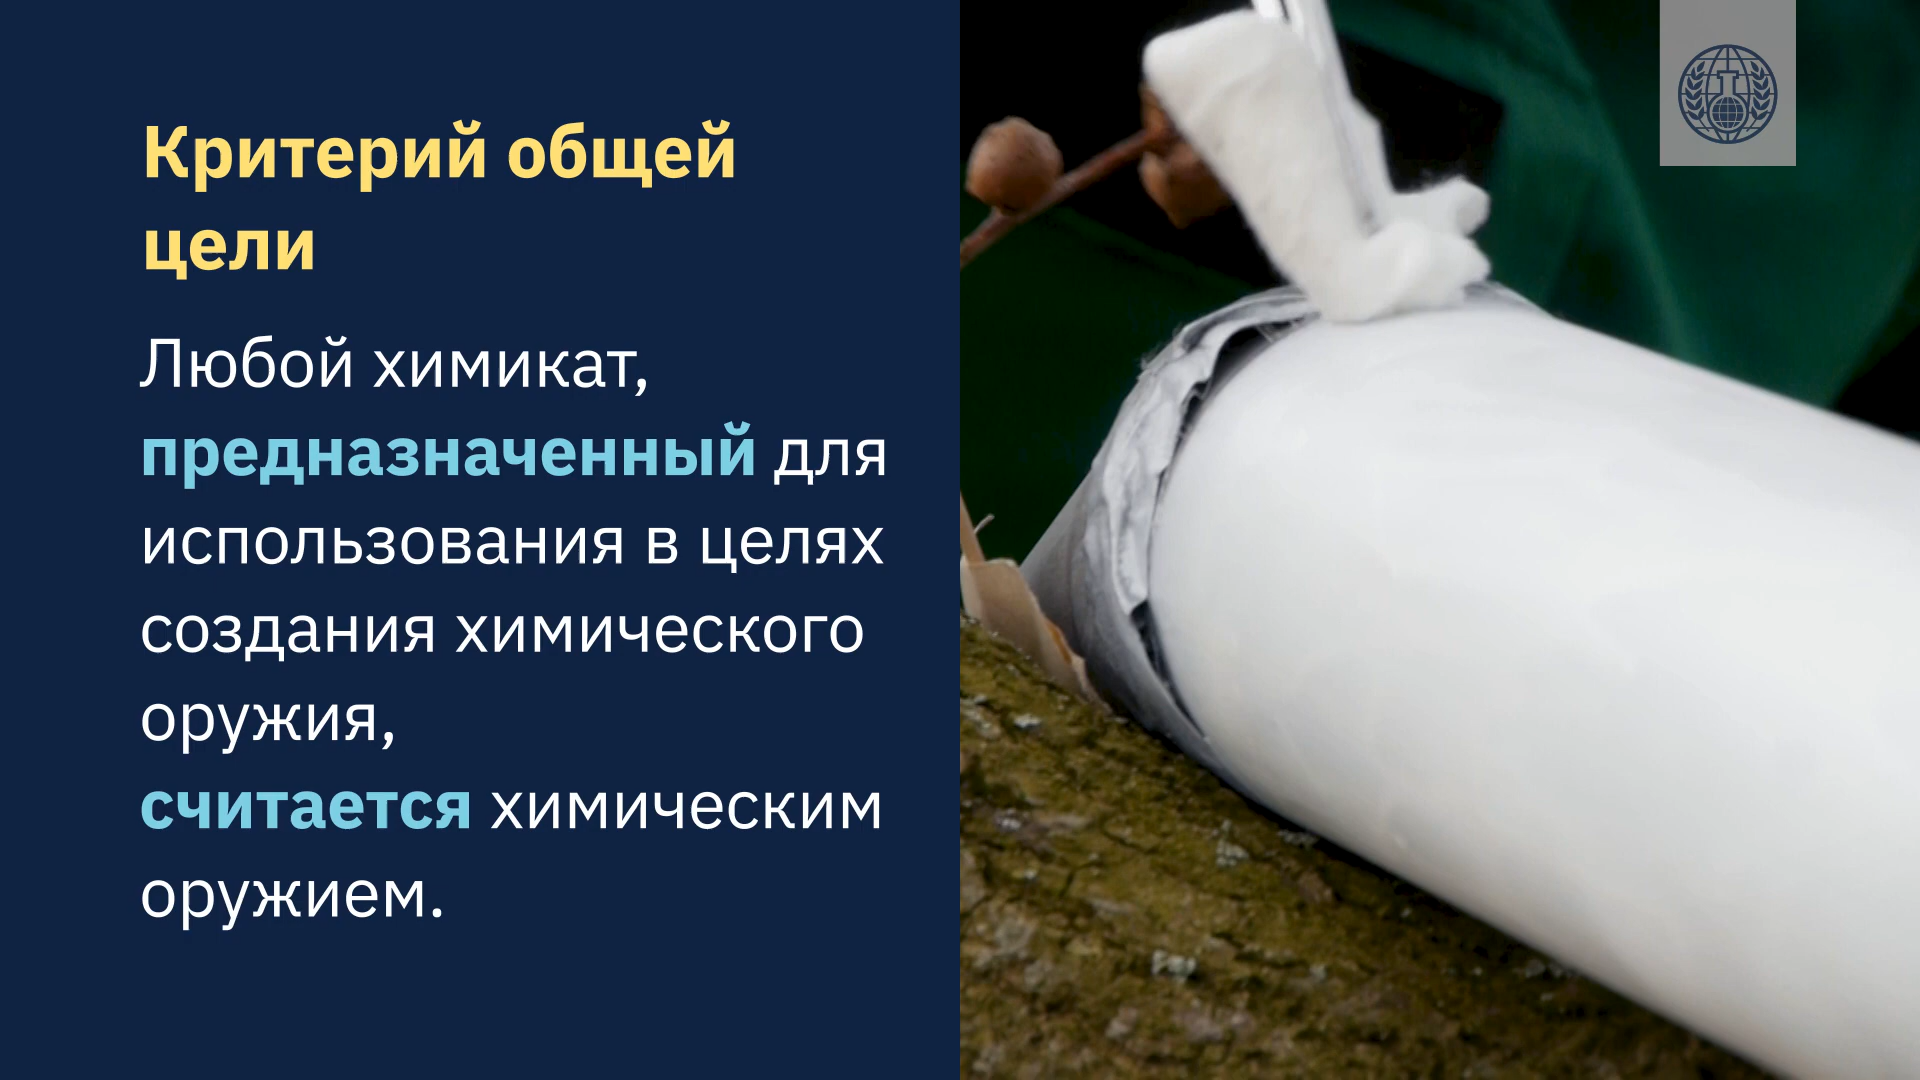 Критерий общей
цели
Любой химикат,
предназначенный для
использования в целях
создания химического
оружия,
считается химическим
оружием.